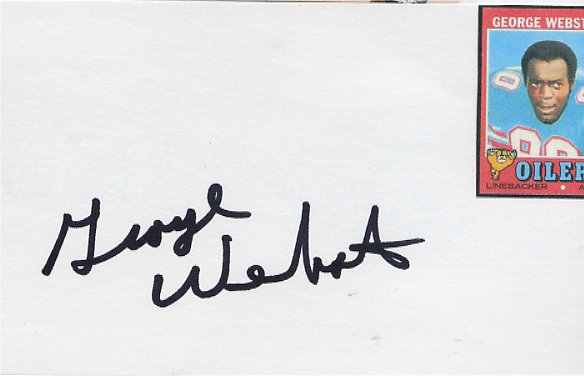 GEORGE WEBST
OILER
LINEBACKER • A
George
Webster